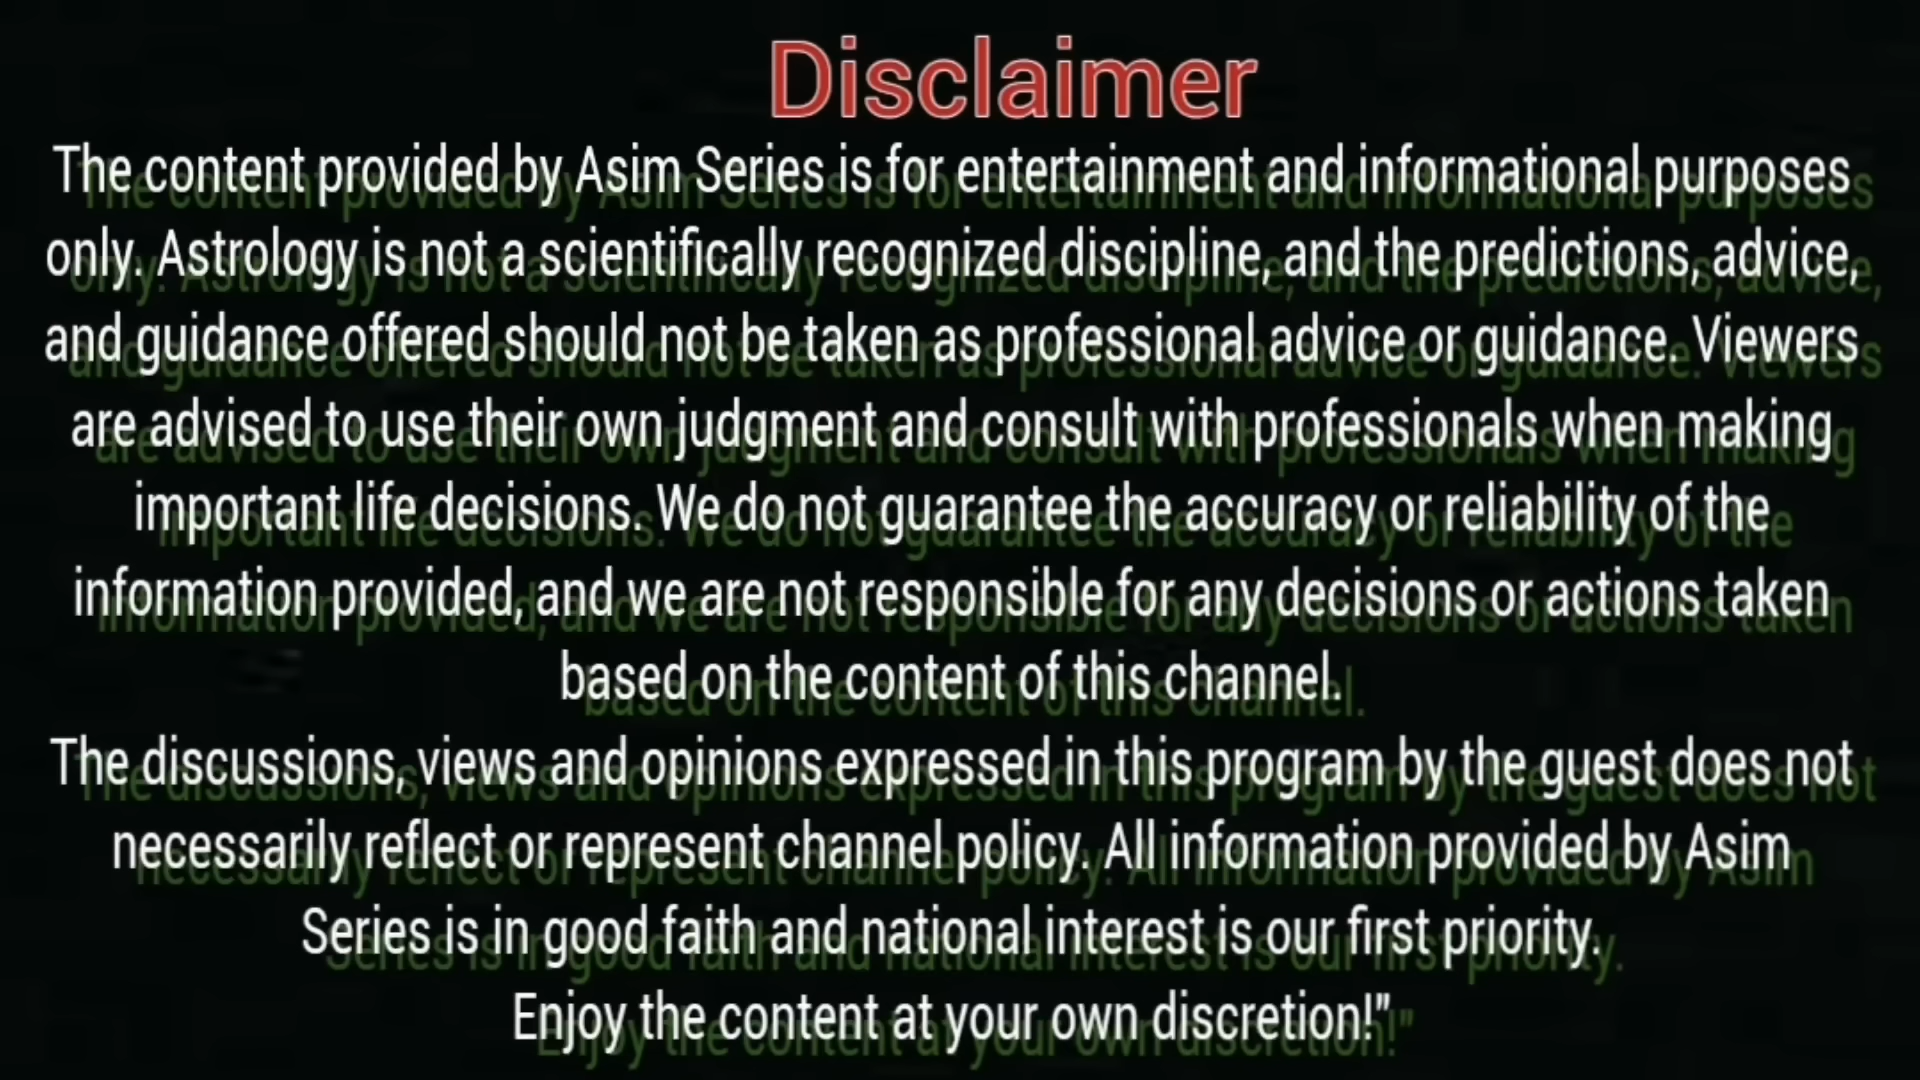 Disclaimer
The content provided by Asim Series is for entertainment and informational purposes
only. Astrology is not a scientifically recognized discipline, and the predictions, advice,
and guidance offered should not be taken as professional advice or guidance. Viewers
are advised to use their own judgment and consult with professionals when making
important life decisions. We do not guarantee the accuracy or reliability of the
information provided, and we are not responsible for any decisions or actions taken
based on the content of this channel.
The discussions, views and opinions expressed in this program by the guest does not
necessarily reflect or represent channel policy. All information provided by Asim
Series is in good faith and national interest is our first priority.
Enjoy the content at your own discretion!"